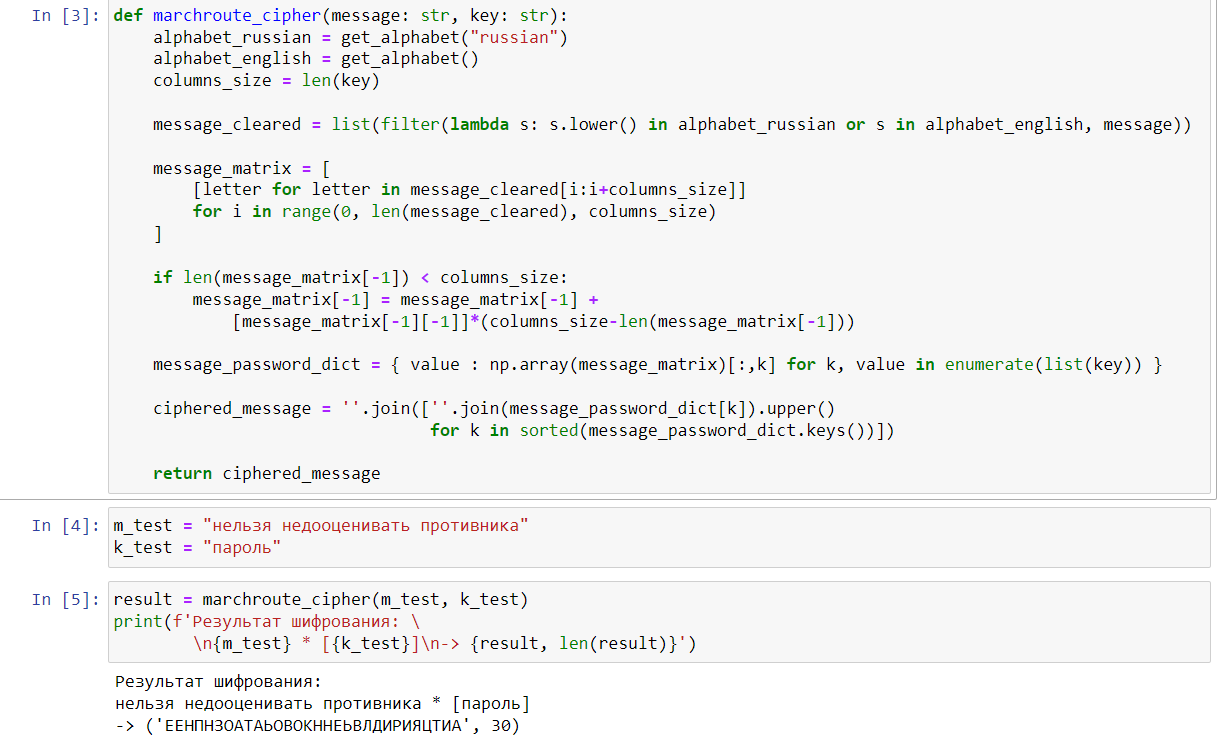 In [3]: def marchroute_cipher(message: str, key: str):
    alphabet_russian = get_alphabet("russian")
    alphabet_english = get_alphabet()
    columns_size = len(key)
    message_cleared = list(filter(lambda s: s.lower() in alphabet_russian or s in alphabet_english, message))
    message_matrix = [
        [letter for letter in message_cleared[i:i+columns_size]]
        for i in range(0, len(message_cleared), columns_size)
    ]
    if len(message_matrix[-1]) < columns_size:
        message_matrix[-1] = message_matrix[-1] +
            [message_matrix[-1][-1]]*(columns_size-len(message_matrix[-1]))
    message_password_dict = { value : np.array(message_matrix)[:,k] for k, value in enumerate(list(key)) }
    ciphered_message = ''.join([''.join(message_password_dict[k]).upper()
                               for k in sorted(message_password_dict.keys())])
    return ciphered_message
In [4]: m_test = "нельзя недооценивать противника"
k_test = "пароль"
In [5]: result = marchroute_cipher(m_test, k_test)
print(f'Результат шифрования: \
        \n{m_test} * [{k_test}]\n-> {result, len(result)}')
Результат шифрования:
нельзя недооценивать противника * [пароль]
-> ('ЕЕНПНЗОАТАЬОВОКННЕЬВЛДИРИЯЦТИА', 30)